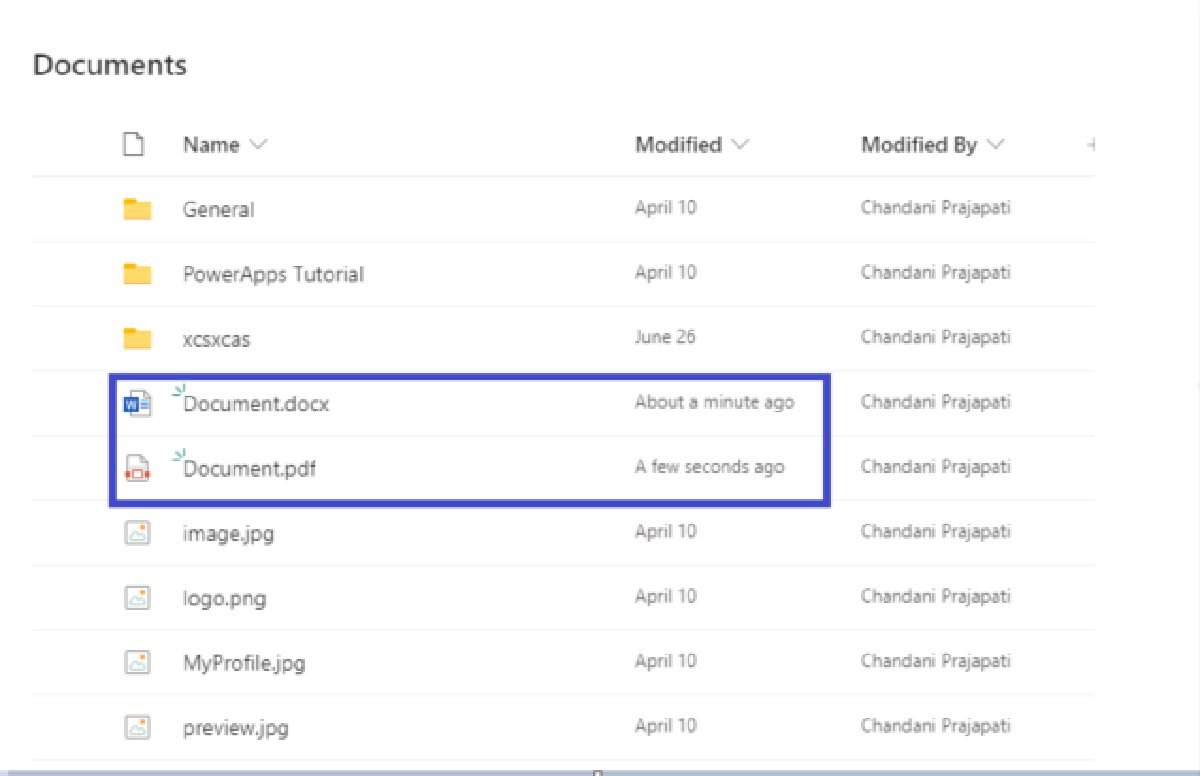 Documents
Name Modified Modified By
General April 10 Chandani Prajapati
PowerApps Tutorial April 10 Chandani Prajapati
xcsxcas June 26 Chandani Prajapati
Document.docx About a minute ago Chandani Prajapati
Document.pdf A few seconds ago Chandani Prajapati
image.jpg April 10 Chandani Prajapati
logo.png April 10 Chandani Prajapati
MyProfile.jpg April 10 Chandani Prajapati
preview.jpg April 10 Chandani Prajapati